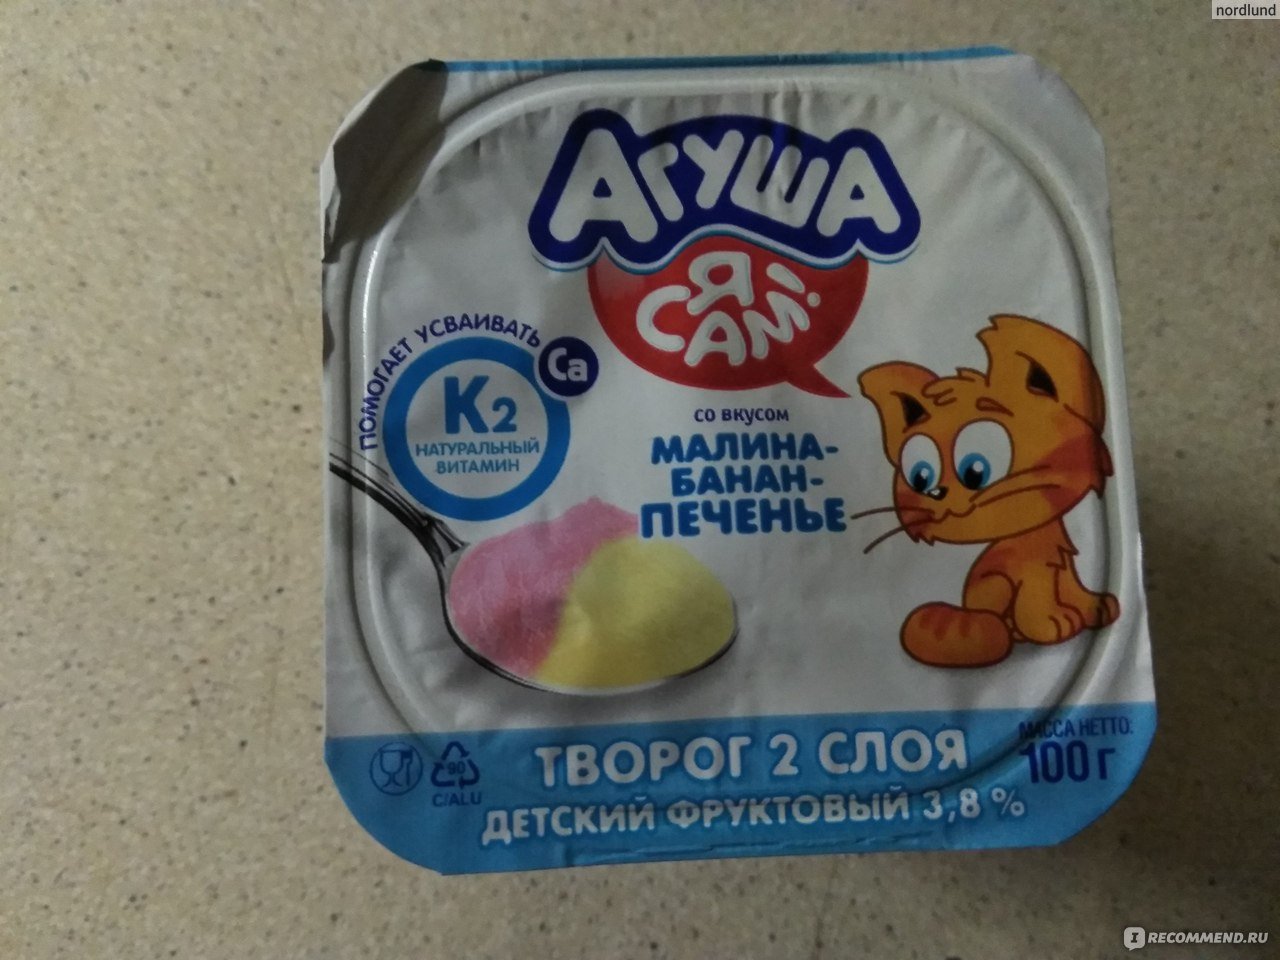 nordlund
АГУША
Я
САМ!
ПОМОГАЕТ УСВАИВАТЬ
Ca
K2
НАТУРАЛЬНЫЙ
ВИТАМИН
СО ВКУСОМ
МАЛИНА-
БАНАН-
ПЕЧЕНЬЕ
ТВОРОГ 2 СЛОЯ
ДЕТСКИЙ ФРУКТОВЫЙ 3,8 %
МАССА НЕТТО:
100 г
90
C/ALU
IRECOMMEND.RU